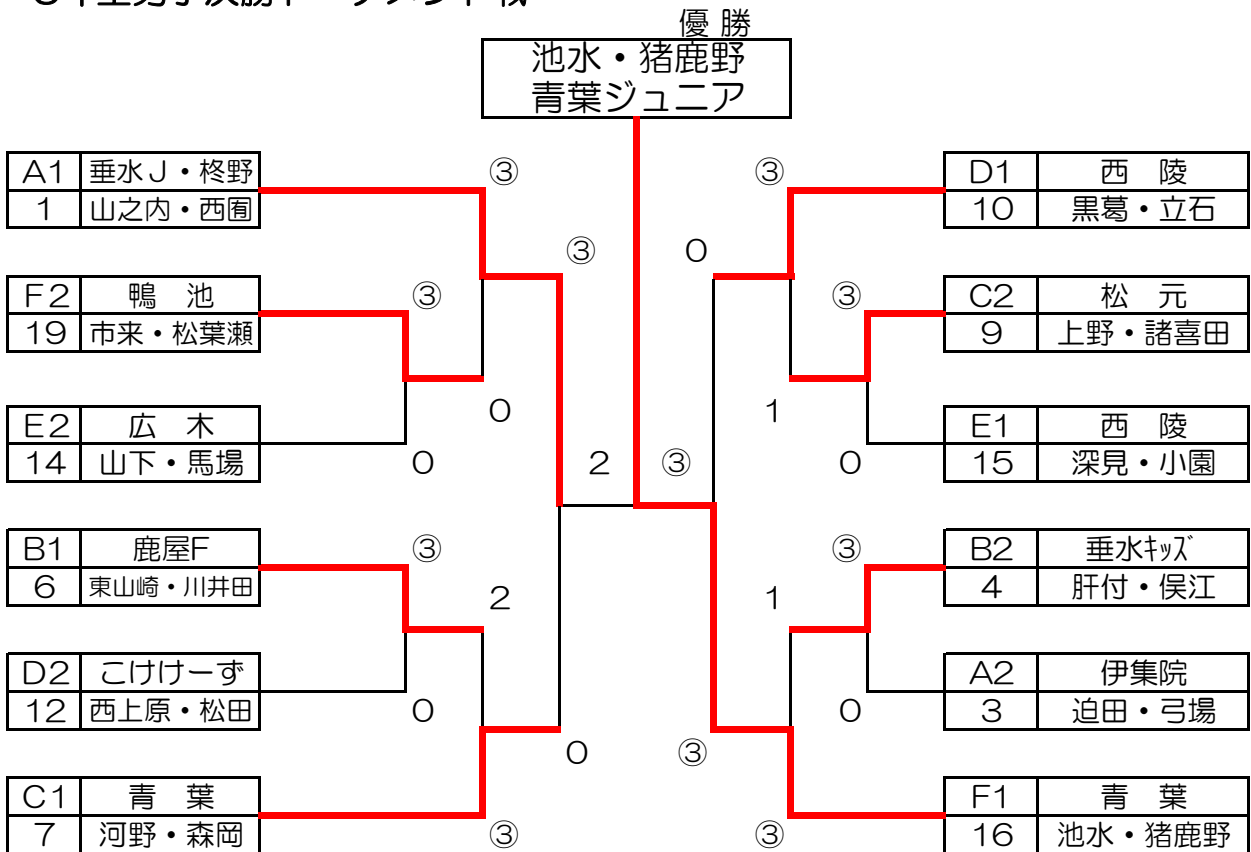 優 勝
池水・猪鹿野
青葉ジュニア
A1 垂水J・柊野
1 山之内・西囿
③
③
D1 西 陵
10 黒葛・立石
③
0
F2 鴨 池
19 市来・松葉瀬
③
③
C2 松 元
9 上野・諸喜田
0
1
E2 広 木
14 山下・馬場
0
2
③
0
E1 西 陵
15 深見・小園
B1 鹿屋F
6 東山崎・川井田
③
③
B2 垂水ｷｯｽﾞ
4 肝付・俣江
2
1
D2 こけけーず
12 西上原・松田
0
0
A2 伊集院
3 迫田・弓場
0
③
C1 青 葉
7 河野・森岡
③
③
F1 青 葉
16 池水・猪鹿野